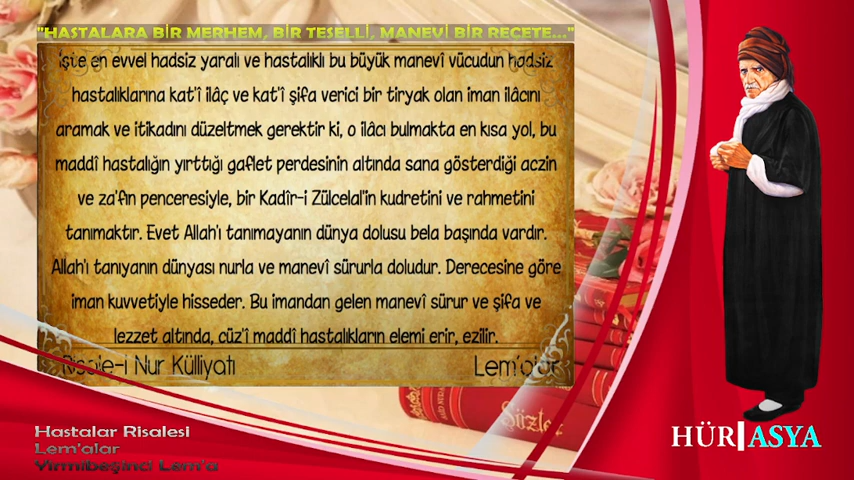 "HASTALARA BİR MERHEM, BİR TESELLİ, MANEVİ BİR REÇETE..."
İşte en evvel hadsiz yaralı ve hastalıklı bu büyük manevî vücudun hadsiz
hastalıklarına kat'î ilâç ve kat'î şifa verici bir tiryak olan iman ilâcını
aramak ve itikadını düzeltmek gerektir ki, o ilâcı bulmakta en kısa yol, bu
maddî hastalığın yırttığı gaflet perdesinin altında sana gösterdiği aczin
ve za'fın penceresiyle, bir Kadîr-i Zülcelal'in kudretini ve rahmetini
tanımaktır. Evet Allah'ı tanımayanın dünya dolusu bela başında vardır.
Allah'ı tanıyanın dünyası nurla ve manevî sürurla doludur. Derecesine göre
iman kuvvetiyle hisseder. Bu imandan gelen manevî sürur ve şifa ve
lezzet altında, cüz'î maddî hastalıkların elemi erir, ezilir.
Risale-i Nur Külliyatı Lem'alar
Sözler
Hastalar Risalesi
Lem'alar
Yirmibeşinci Lem'a
HÜR ASYA